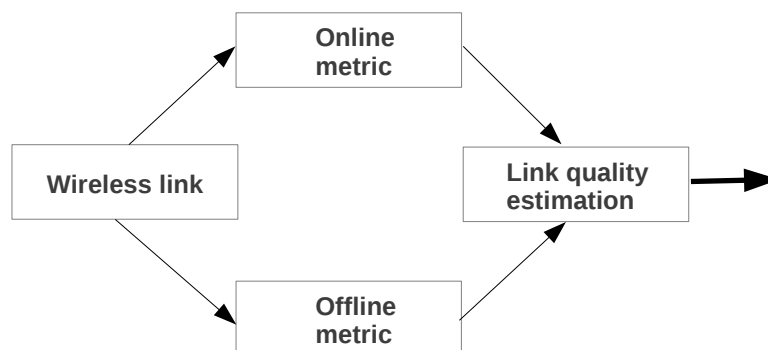 Online
metric
Wireless link
Link quality
estimation
Offline
metric